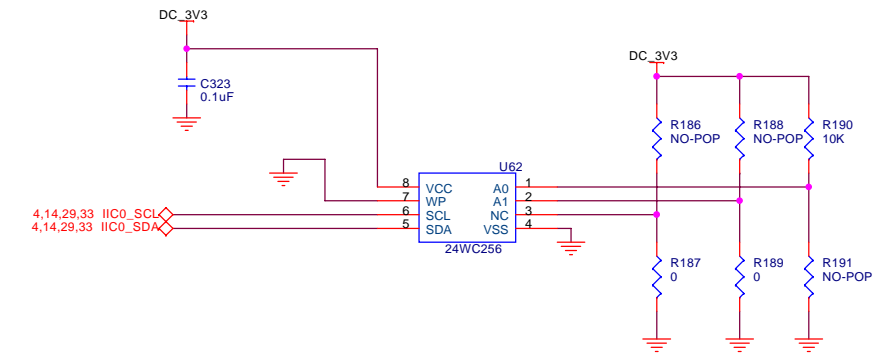 DC_3V3
C323
0.1uF
DC_3V3
R186
NO-POP
R188
NO-POP
R190
10K
U62
8 VCC A0 1
7 WP A1 2
6 SCL NC 3
5 SDA VSS 4
24WC256
4,14,29,33 IIC0_SCL
4,14,29,33 IIC0_SDA
R187
0
R189
0
R191
NO-POP